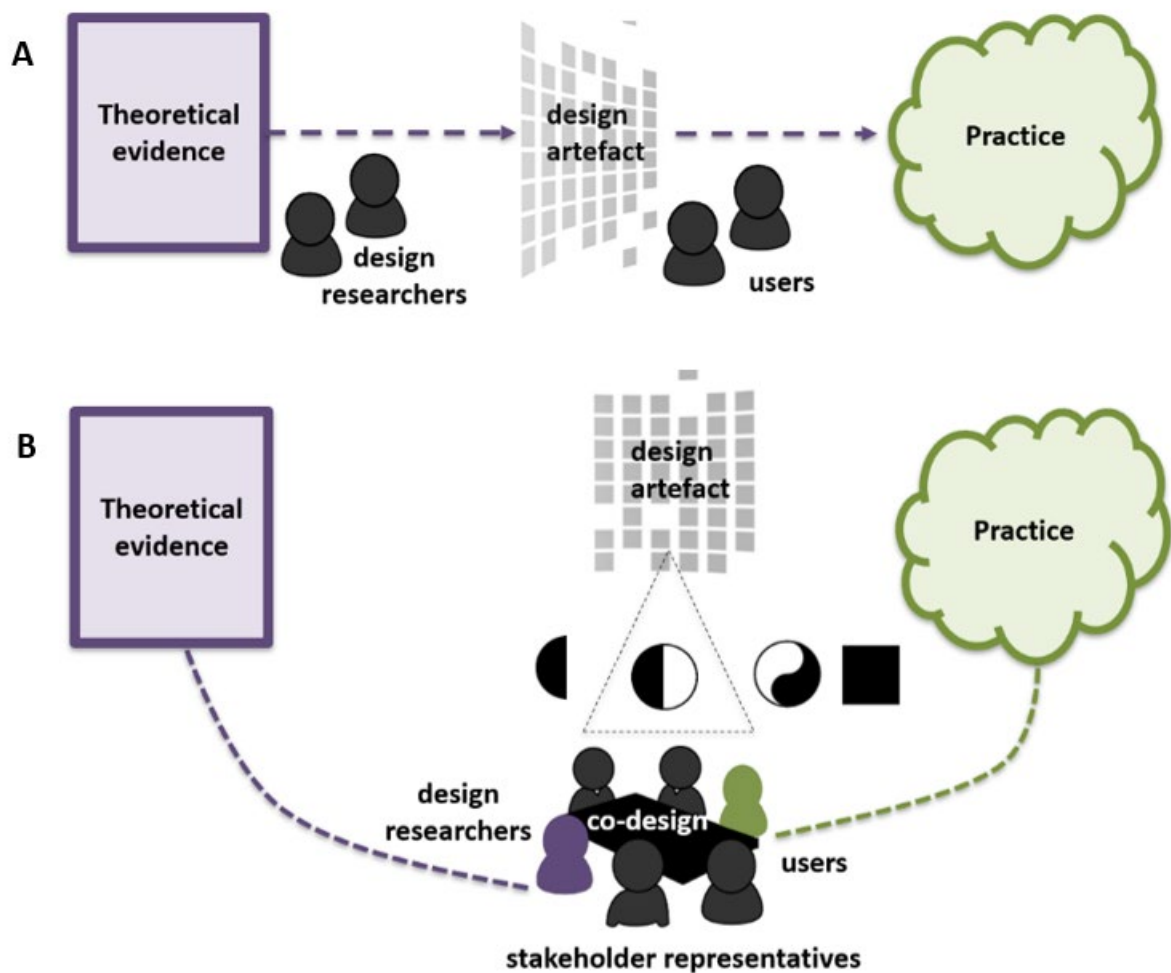 A
Theoretical
evidence
design
researchers
design
artefact
users
Practice
B
Theoretical
evidence
design
artefact
Practice
design
researchers
co-design
users
stakeholder representatives